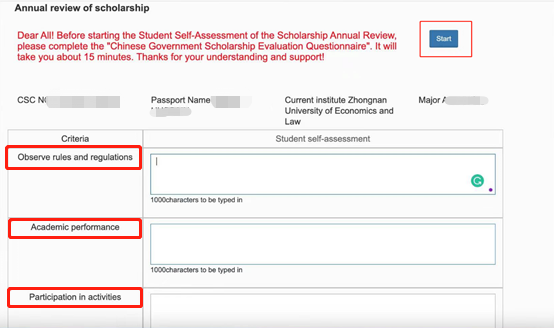 Annual review of scholarship
Dear All! Before starting the Student Self-Assessment of the Scholarship Annual Review,
please complete the "Chinese Government Scholarship Evaluation Questionnaire". It will
take you about 15 minutes. Thanks for your understanding and support!
Start
CSC
Passport Name
Current institute Zhongnan
University of Economics and
Law
Major
Criteria
Student self-assessment
Observe rules and regulations
1000characters to be typed in
Academic performance
1000characters to be typed in
Participation in activities